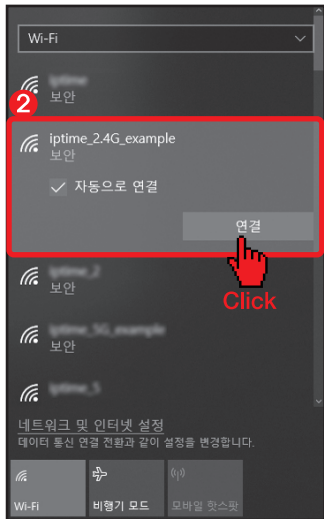 Wi-Fi
보안
2
iptime_2.4G_example
보안
자동으로 연결
연결
Click
보안
보안
네트워크 및 인터넷 설정
데이터 통신 연결 전환과 같이 설정을 변경합니다.
Wi-Fi
비행기 모드
모바일 핫스팟